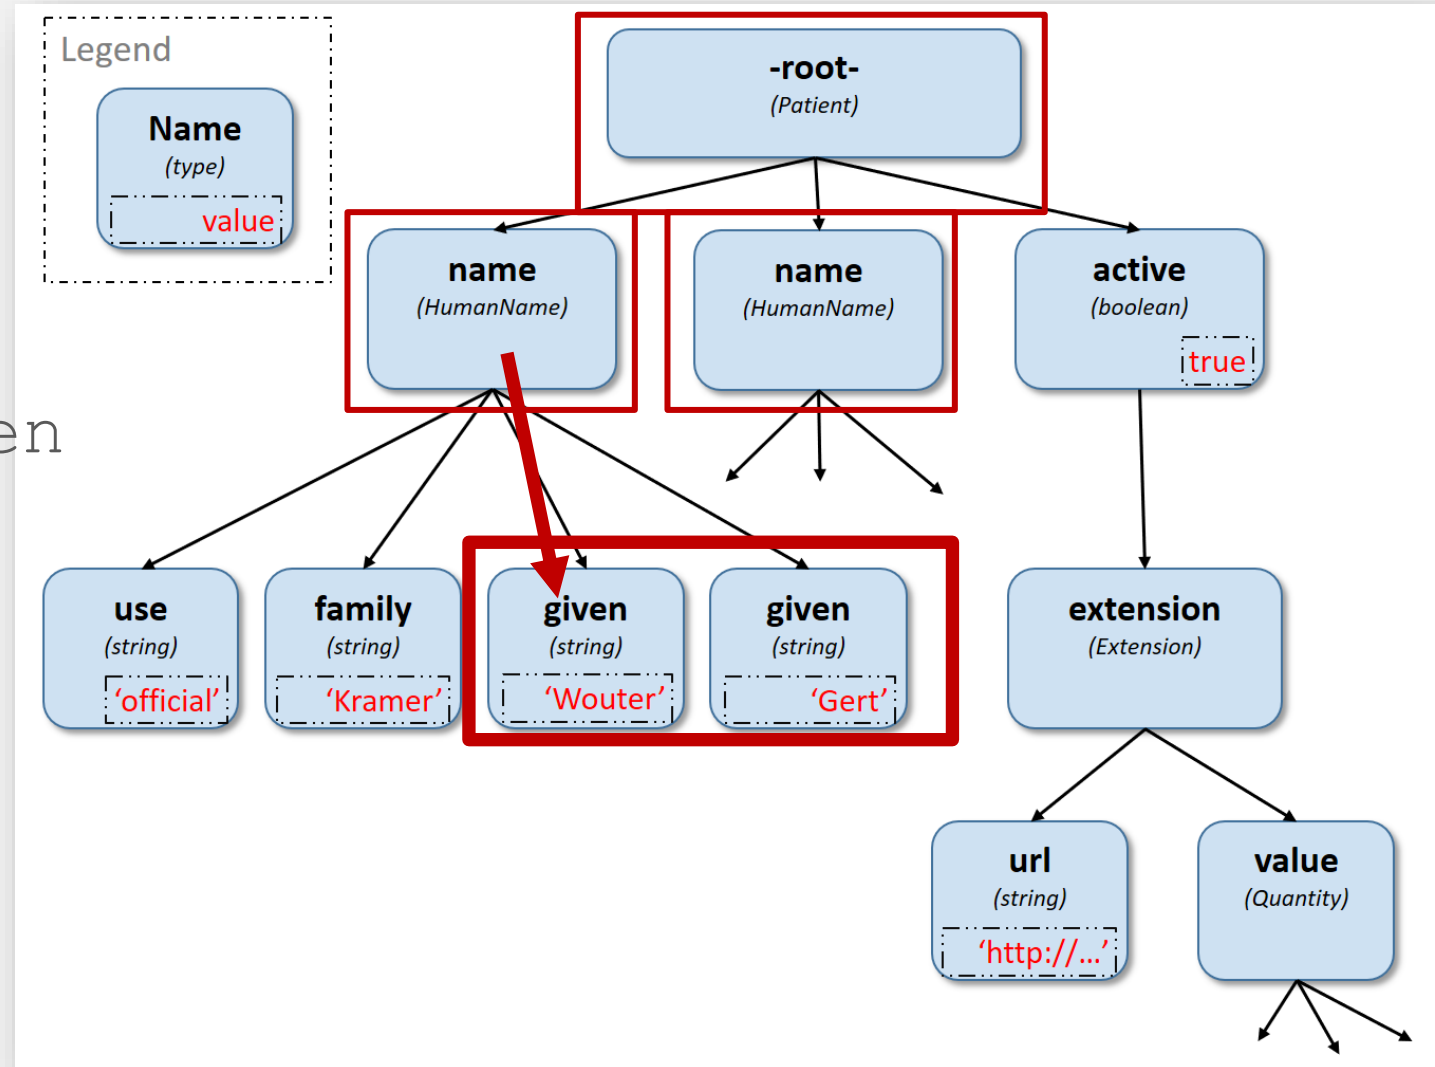 Legend
Name
(type)
value
-root-
(Patient)
name
(HumanName)
name
(HumanName)
active
(boolean)
true
en
use
(string)
‘official’
family
(string)
‘Kramer’
given
(string)
‘Wouter’
given
(string)
‘Gert’
extension
(Extension)
url
(string)
‘http://...’
value
(Quantity)